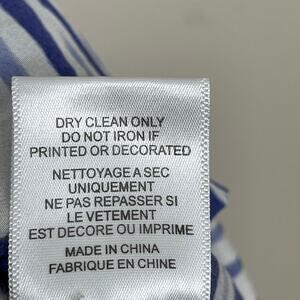 DRY CLEAN ONLY
DO NOT IRON IF
PRINTED OR DECORATED
NETTOYAGE A SEC
UNIQUEMENT
NE PAS REPASSER SI
LE VETEMENT
EST DECORE OU IMPRIME
MADE IN CHINA
FABRIQUE EN CHINE